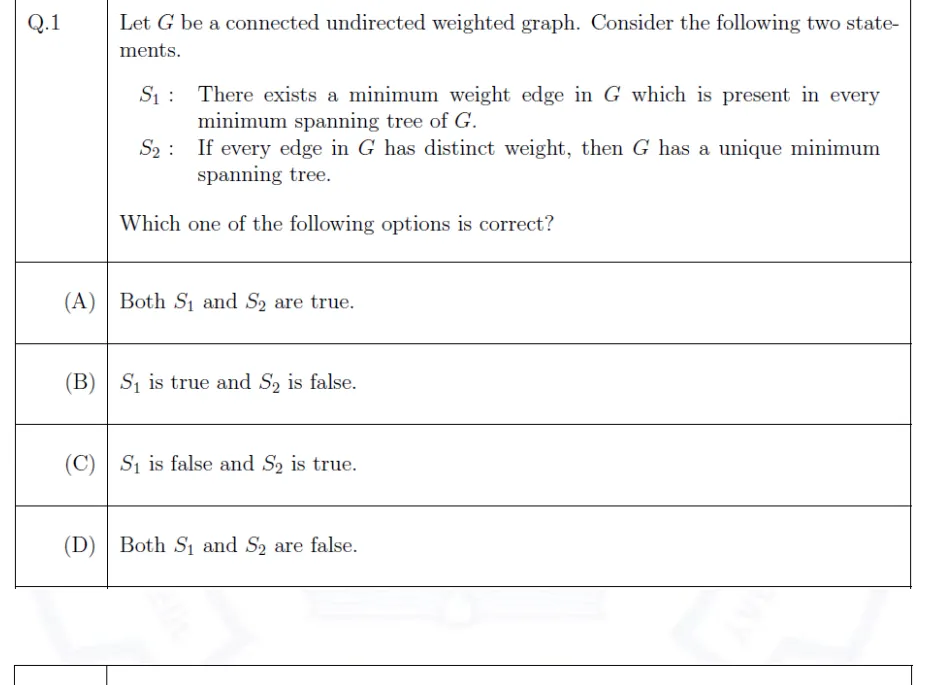 Q.1 Let G be a connected undirected weighted graph. Consider the following two state-
ments.
S₁ : There exists a minimum weight edge in G which is present in every
minimum spanning tree of G.
S₂ : If every edge in G has distinct weight, then G has a unique minimum
spanning tree.
Which one of the following options is correct?
(A) Both S₁ and S₂ are true.
(B) S₁ is true and S₂ is false.
(C) S₁ is false and S₂ is true.
(D) Both S₁ and S₂ are false.